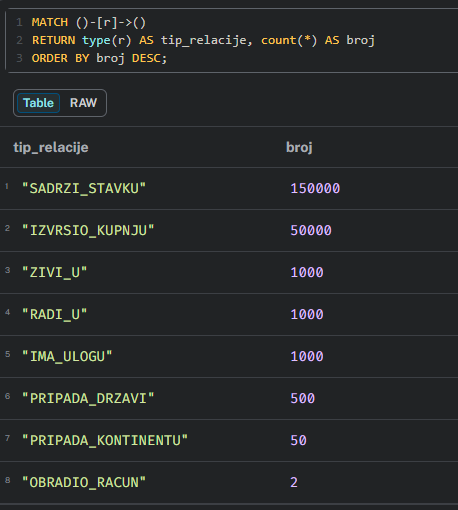 1 MATCH ()-[r]->()
2 RETURN type(r) AS tip_relacije, count(*) AS broj
3 ORDER BY broj DESC;
Table RAW
tip_relacije broj
1 "SADRZI_STAVKU" 150000
2 "IZVRSIO_KUPNJU" 50000
3 "ZIVI_U" 1000
4 "RADI_U" 1000
5 "IMA_ULOGU" 1000
6 "PRIPADA_DRZAVI" 500
7 "PRIPADA_KONTINENTU" 50
8 "OBRADIO_RACUN" 2